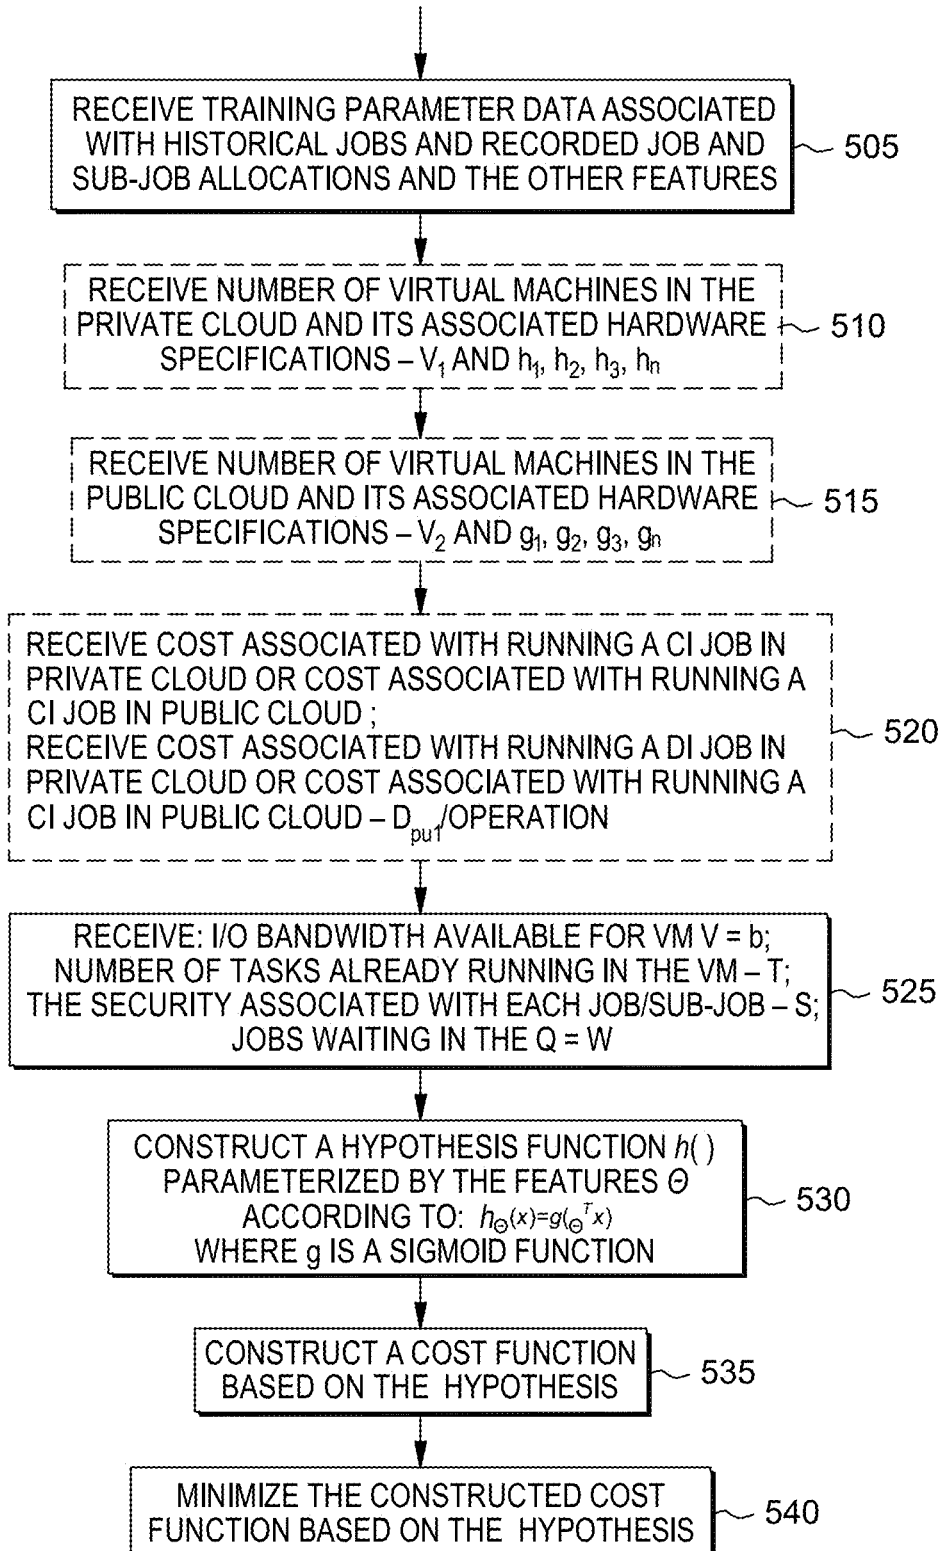 RECEIVE TRAINING PARAMETER DATA ASSOCIATED
WITH HISTORICAL JOBS AND RECORDED JOB AND
SUB-JOB ALLOCATIONS AND THE OTHER FEATURES
505
RECEIVE NUMBER OF VIRTUAL MACHINES IN THE
PRIVATE CLOUD AND ITS ASSOCIATED HARDWARE
SPECIFICATIONS – V₁ AND h₁, h₂, h₃, hₙ
510
RECEIVE NUMBER OF VIRTUAL MACHINES IN THE
PUBLIC CLOUD AND ITS ASSOCIATED HARDWARE
SPECIFICATIONS – V₂ AND g₁, g₂, g₃, gₙ
515
RECEIVE COST ASSOCIATED WITH RUNNING A CI JOB IN
PRIVATE CLOUD OR COST ASSOCIATED WITH RUNNING A
CI JOB IN PUBLIC CLOUD ;
RECEIVE COST ASSOCIATED WITH RUNNING A DI JOB IN
PRIVATE CLOUD OR COST ASSOCIATED WITH RUNNING A
CI JOB IN PUBLIC CLOUD – D_pu1/OPERATION
520
RECEIVE: I/O BANDWIDTH AVAILABLE FOR VM V = b;
NUMBER OF TASKS ALREADY RUNNING IN THE VM – T;
THE SECURITY ASSOCIATED WITH EACH JOB/SUB-JOB – S;
JOBS WAITING IN THE Q = W
525
CONSTRUCT A HYPOTHESIS FUNCTION h( )
PARAMETERIZED BY THE FEATURES Θ
ACCORDING TO: h_Θ(x)=g(Θ^T x)
WHERE g IS A SIGMOID FUNCTION
530
CONSTRUCT A COST FUNCTION
BASED ON THE HYPOTHESIS
535
MINIMIZE THE CONSTRUCTED COST
FUNCTION BASED ON THE HYPOTHESIS
540